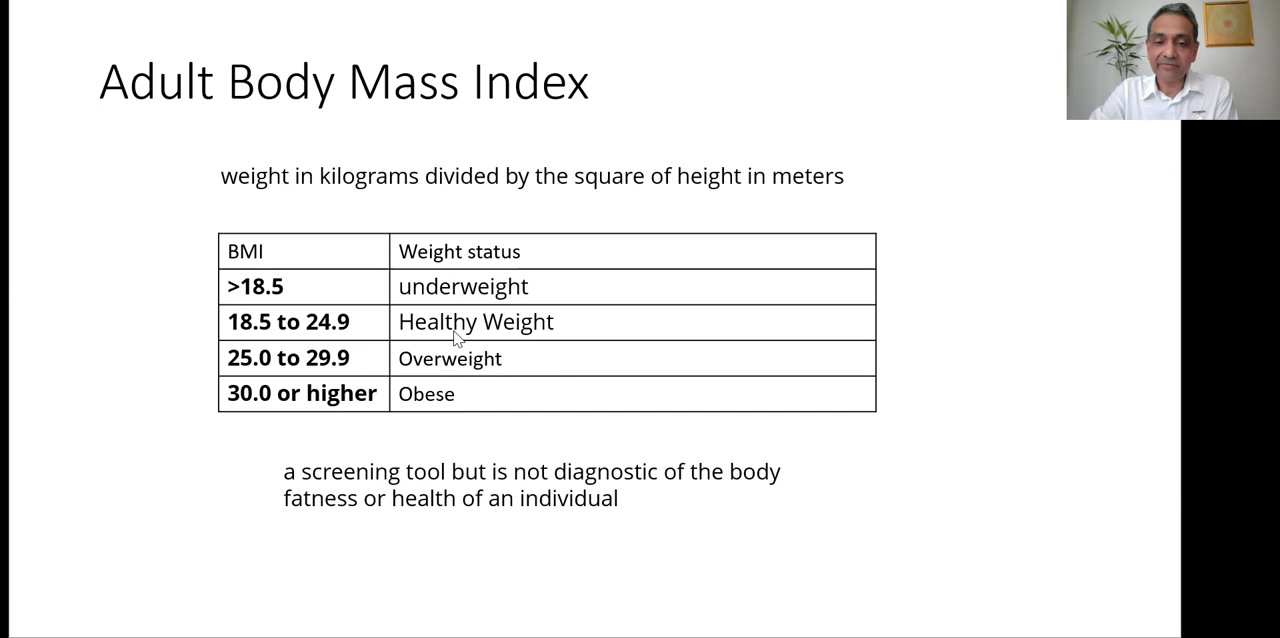 Adult Body Mass Index
weight in kilograms divided by the square of height in meters
BMI Weight status
>18.5 underweight
18.5 to 24.9 Healthy Weight
25.0 to 29.9 Overweight
30.0 or higher Obese
a screening tool but is not diagnostic of the body
fatness or health of an individual